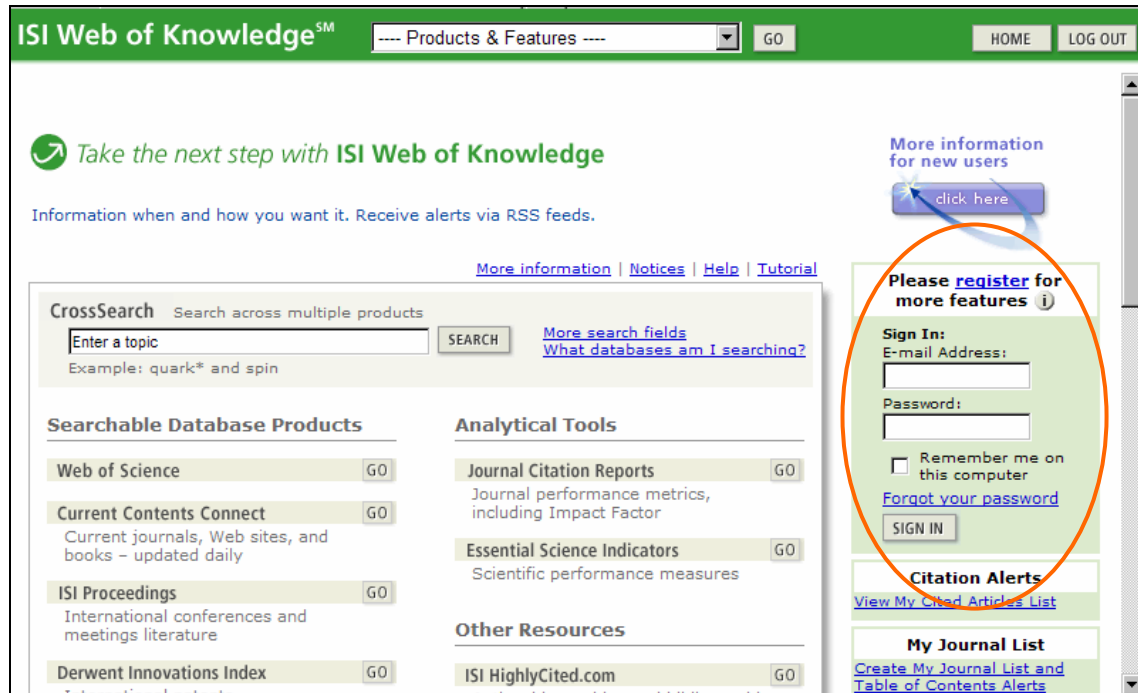 ISI Web of Knowledge℠
---- Products & Features ----
GO
HOME
LOG OUT
Take the next step with ISI Web of Knowledge
Information when and how you want it. Receive alerts via RSS feeds.
More information
for new users
click here
More information | Notices | Help | Tutorial
CrossSearch Search across multiple products
Enter a topic
SEARCH
More search fields
What databases am I searching?
Example: quark* and spin
Searchable Database Products
Web of Science GO
Current Contents Connect GO
Current journals, Web sites, and
books – updated daily
ISI Proceedings GO
International conferences and
meetings literature
Derwent Innovations Index GO
Analytical Tools
Journal Citation Reports GO
Journal performance metrics,
including Impact Factor
Essential Science Indicators GO
Scientific performance measures
Other Resources
ISI HighlyCited.com GO
Please register for
more features i
Sign In:
E-mail Address:
Password:
Remember me on
this computer
Forgot your password
SIGN IN
Citation Alerts
View My Cited Articles List
My Journal List
Create My Journal List and
Table of Contents Alerts